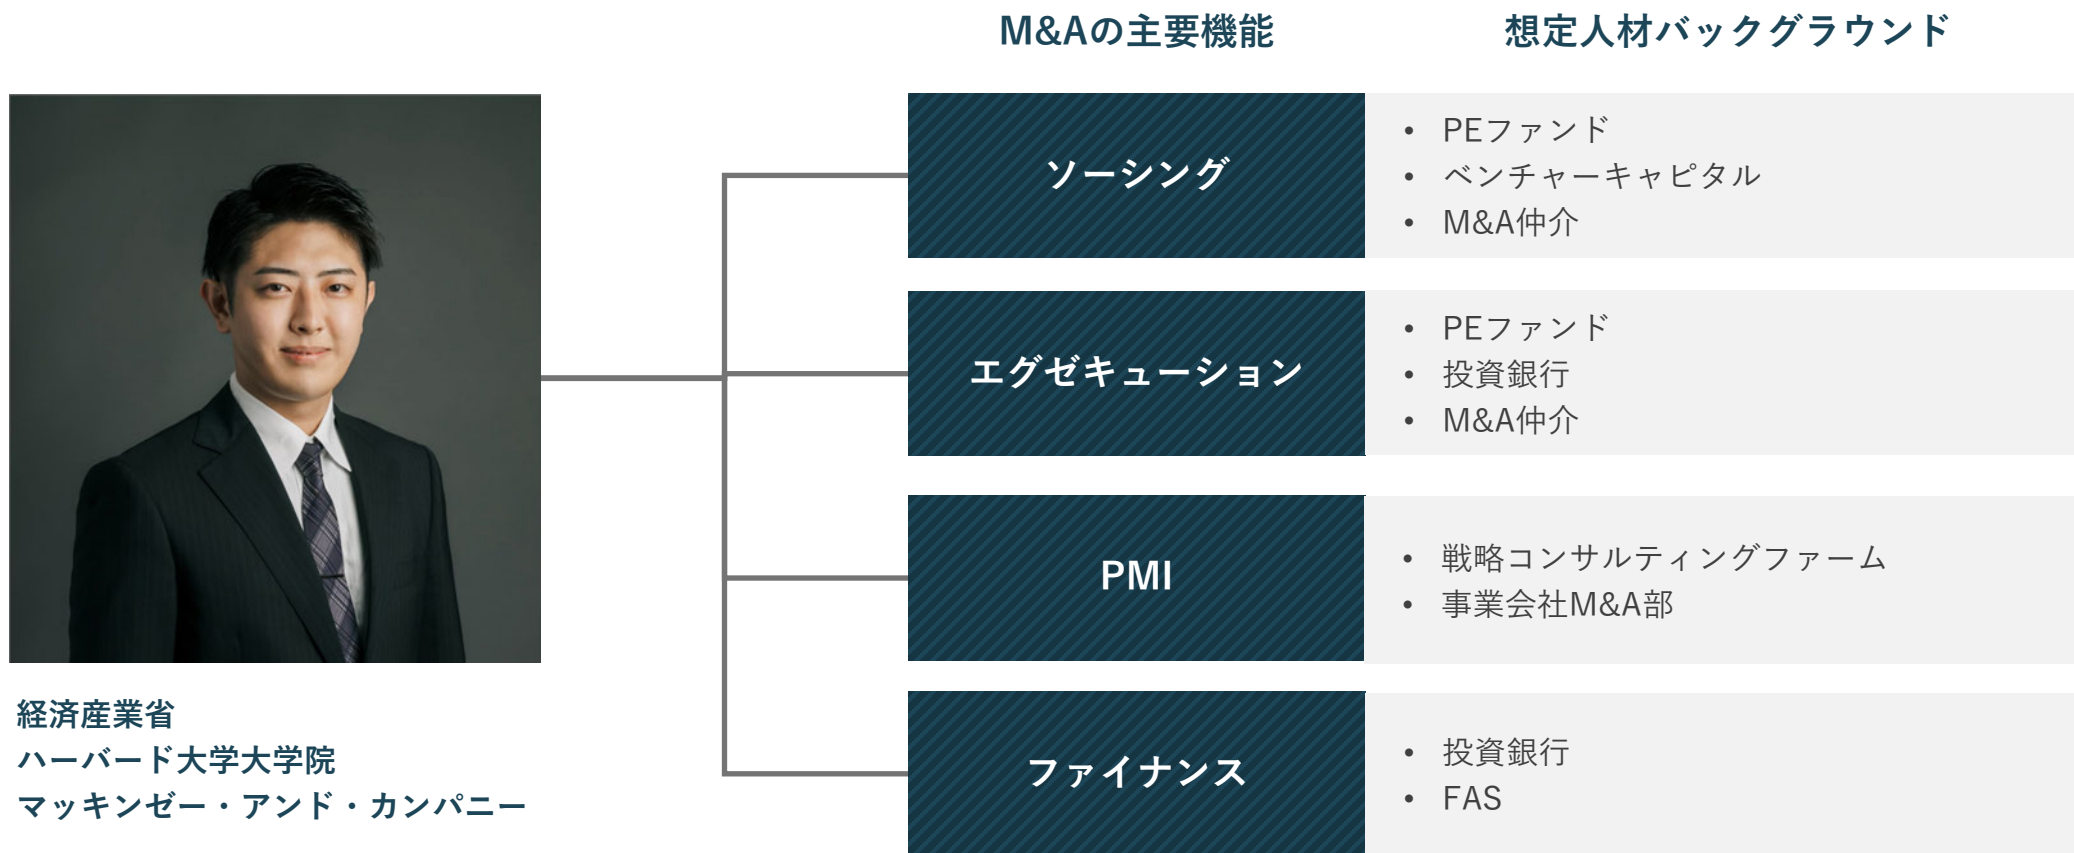 M&Aの主要機能
想定人材バックグラウンド
ソーシング
• PEファンド
• ベンチャーキャピタル
• M&A仲介
エグゼキューション
• PEファンド
• 投資銀行
• M&A仲介
PMI
• 戦略コンサルティングファーム
• 事業会社M&A部
ファイナンス
• 投資銀行
• FAS
経済産業省
ハーバード大学大学院
マッキンゼー・アンド・カンパニー